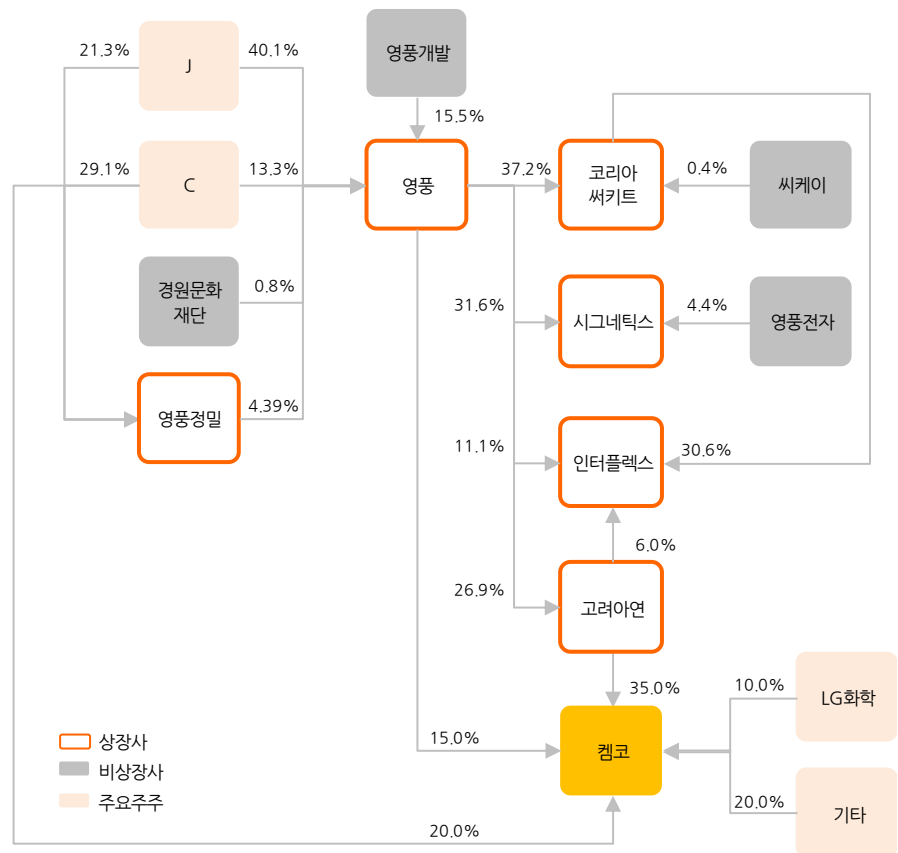 영풍개발
21.3%
J
40.1%
15.5%
29.1%
C
13.3%
영풍
37.2%
코리아
써키트
0.4%
씨케이
경원문화
재단
0.8%
31.6%
시그네틱스
4.4%
영풍전자
영풍정밀
4.39%
11.1%
인터플렉스
30.6%
6.0%
26.9%
고려아연
35.0%
10.0%
LG화학
15.0%
켐코
20.0%
기타
상장사
비상장사
주요주주
20.0%